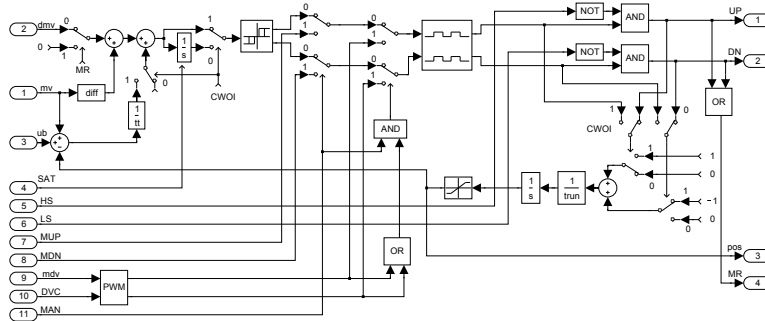 dmv 0 1 0 UP
2 NOT AND 1
0 1 1 1 0
s 0 DN
MR 1 NOT AND 2
mv 1 0 1 0
1 diff 0 CWOI OR
1 1 1
tt
ub AND 1 0 1 0
3 CWOI
SAT 1 1
4 1 1 0
HS s trun 1 −1
5
LS 0 0
6
MUP OR pos
7 3
MDN
8 MR
mdv 4
9
DVC PWM
10
MAN
11